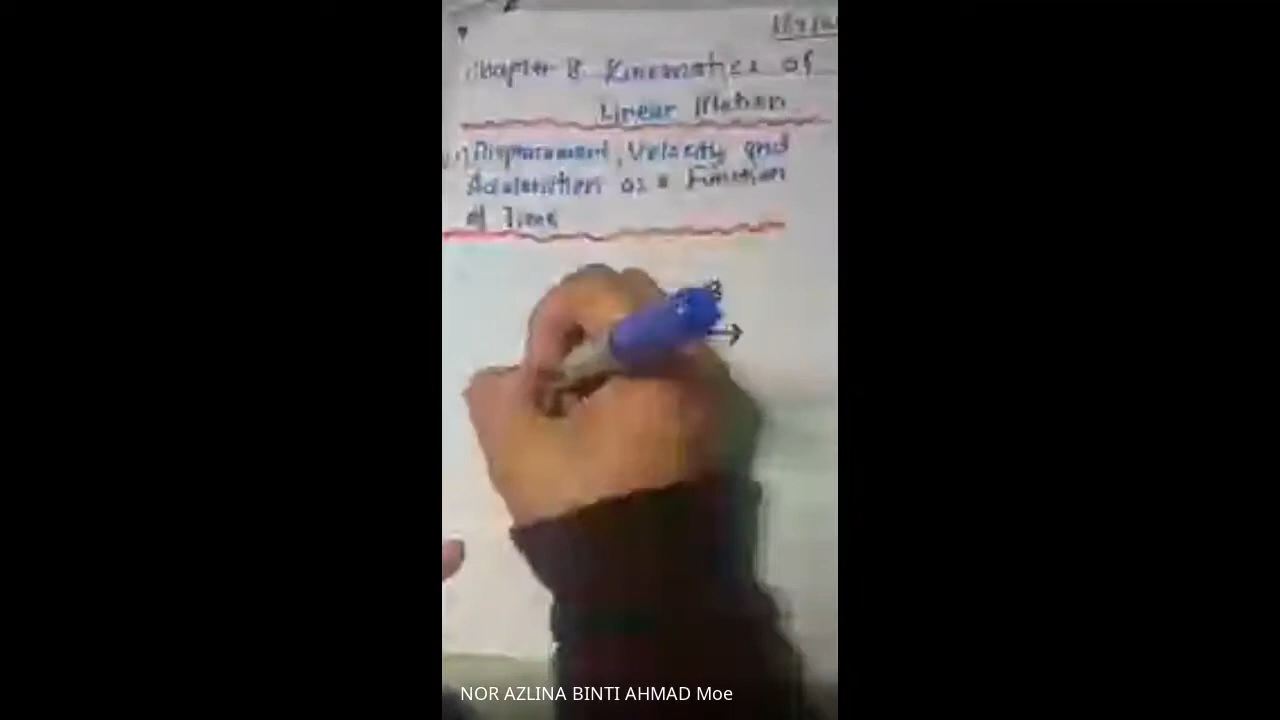 Chapter 8 Kinematics of
Linear Motion
Displacement, Velocity and
Acceleration as a Function
of Time
B
NOR AZLINA BINTI AHMAD Moe